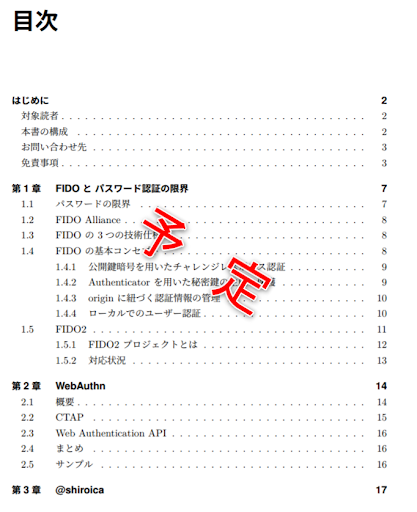 目次
はじめに 2
対象読者 2
本書の構成 2
お問い合わせ先 3
免責事項 3
第1章 FIDO と パスワード認証の限界 7
1.1 パスワードの限界 7
1.2 FIDO Alliance 8
1.3 FIDO の 3 つの技術仕 8
1.4 FIDO の基本コンセ 8
1.4.1 公開鍵暗号を用いたチャレンジレ ス認証 9
1.4.2 Authenticator を用いた秘密鍵の 9
1.4.3 origin に紐づく認証情報の管理 10
1.4.4 ローカルでのユーザー認証 10
1.5 FIDO2 11
1.5.1 FIDO2 プロジェクトとは 12
1.5.2 対応状況 13
第2章 WebAuthn 14
2.1 概要 14
2.2 CTAP 15
2.3 Web Authentication API 16
2.4 まとめ 16
2.5 サンプル 16
第3章 @shiroica 17
未定